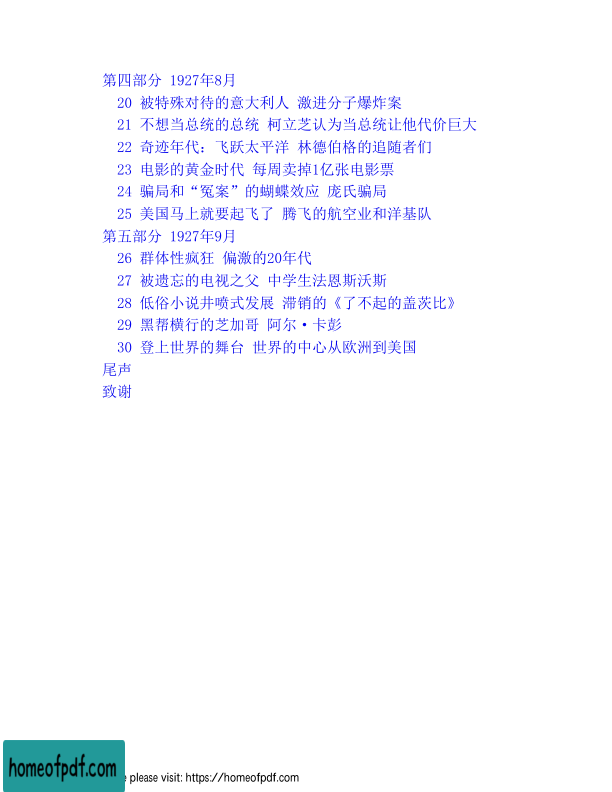 第四部分 1927年8月
20 被特殊对待的意大利人 激进分子爆炸案
21 不想当总统的总统 柯立芝认为当总统让他代价巨大
22 奇迹年代：飞跃太平洋 林德伯格的追随者们
23 电影的黄金时代 每周卖掉1亿张电影票
24 骗局和“冤案”的蝴蝶效应 庞氏骗局
25 美国马上就要起飞了 腾飞的航空业和洋基队
第五部分 1927年9月
26 群体性疯狂 偏激的20年代
27 被遗忘的电视之父 中学生法恩斯沃斯
28 低俗小说井喷式发展 滞销的《了不起的盖茨比》
29 黑帮横行的芝加哥 阿尔·卡彭
30 登上世界的舞台 世界的中心从欧洲到美国
尾声
致谢
homeofpdf.com
please visit: https://homeofpdf.com